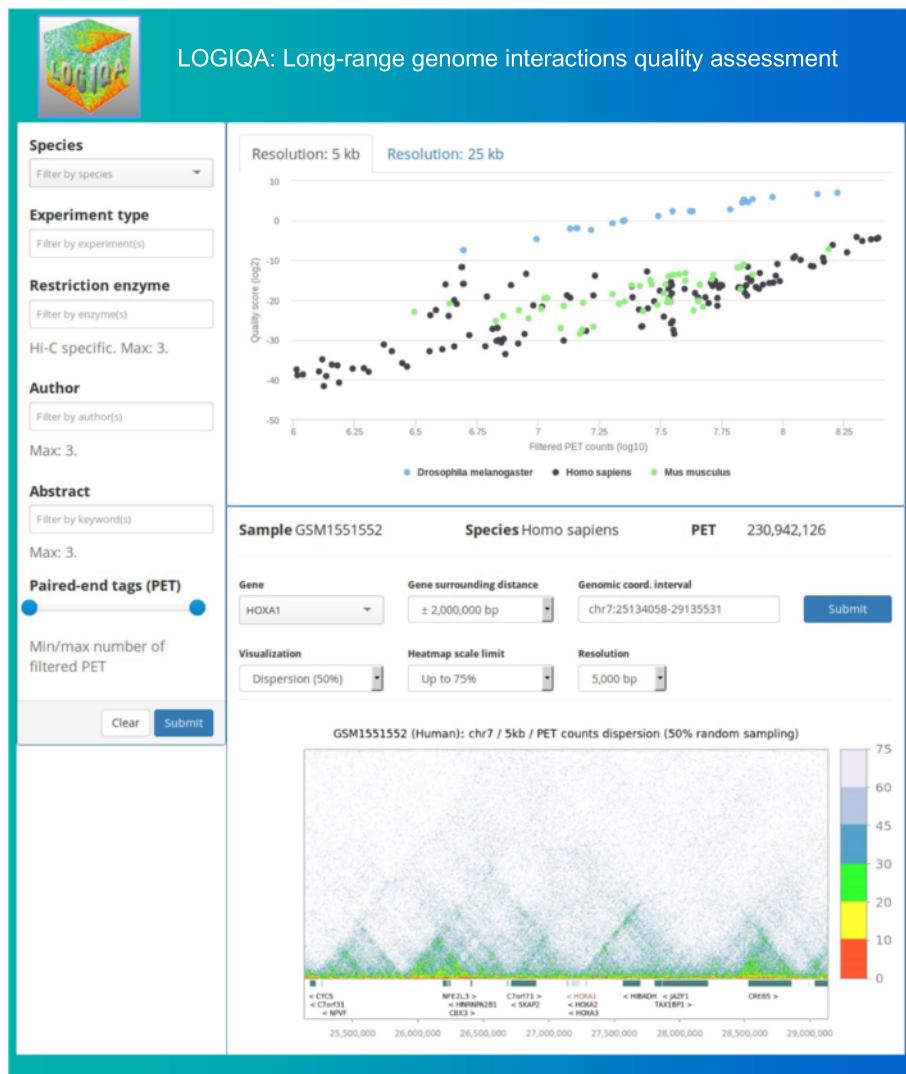 LOGIQA
LOGIQA: Long-range genome interactions quality assessment
Species
Filter by species
Experiment type
Filter by experiment(s)
Restriction enzyme
Filter by enzyme(s)
Hi-C specific. Max: 3.
Author
Filter by author(s)
Max: 3.
Abstract
Filter by keyword(s)
Max: 3.
Paired-end tags (PET)
Min/max number of
filtered PET
Clear Submit
Resolution: 5 kb Resolution: 25 kb
10
0
-10
-20
-30
-40
-50
Quality score (log2)
6 6.25 6.5 6.75 7 7.25 7.5 7.75 8 8.25
Filtered PET counts (log10)
Drosophila melanogaster Homo sapiens Mus musculus
Sample GSM1551552 Species Homo sapiens PET 230,942,126
Gene Gene surrounding distance Genomic coord. interval
HOXA1 ± 2,000,000 bp chr7:25134058-29135531 Submit
Visualization Heatmap scale limit Resolution
Dispersion (50%) Up to 75% 5,000 bp
GSM1551552 (Human): chr7 / 5kb / PET counts dispersion (50% random sampling)
75
60
45
30
20
10
0
< CYCS NFE2L3 > C7orf71 > < HOXA1 < HIBADH < JAZF1 CREB5 >
< C7orf31 < HNRNPA2B1 < SKAP2 < HOXA2 TAX1BP1 >
< NPVF CBX3 > < HOXA3
25,500,000 26,000,000 26,500,000 27,000,000 27,500,000 28,000,000 28,500,000 29,000,000